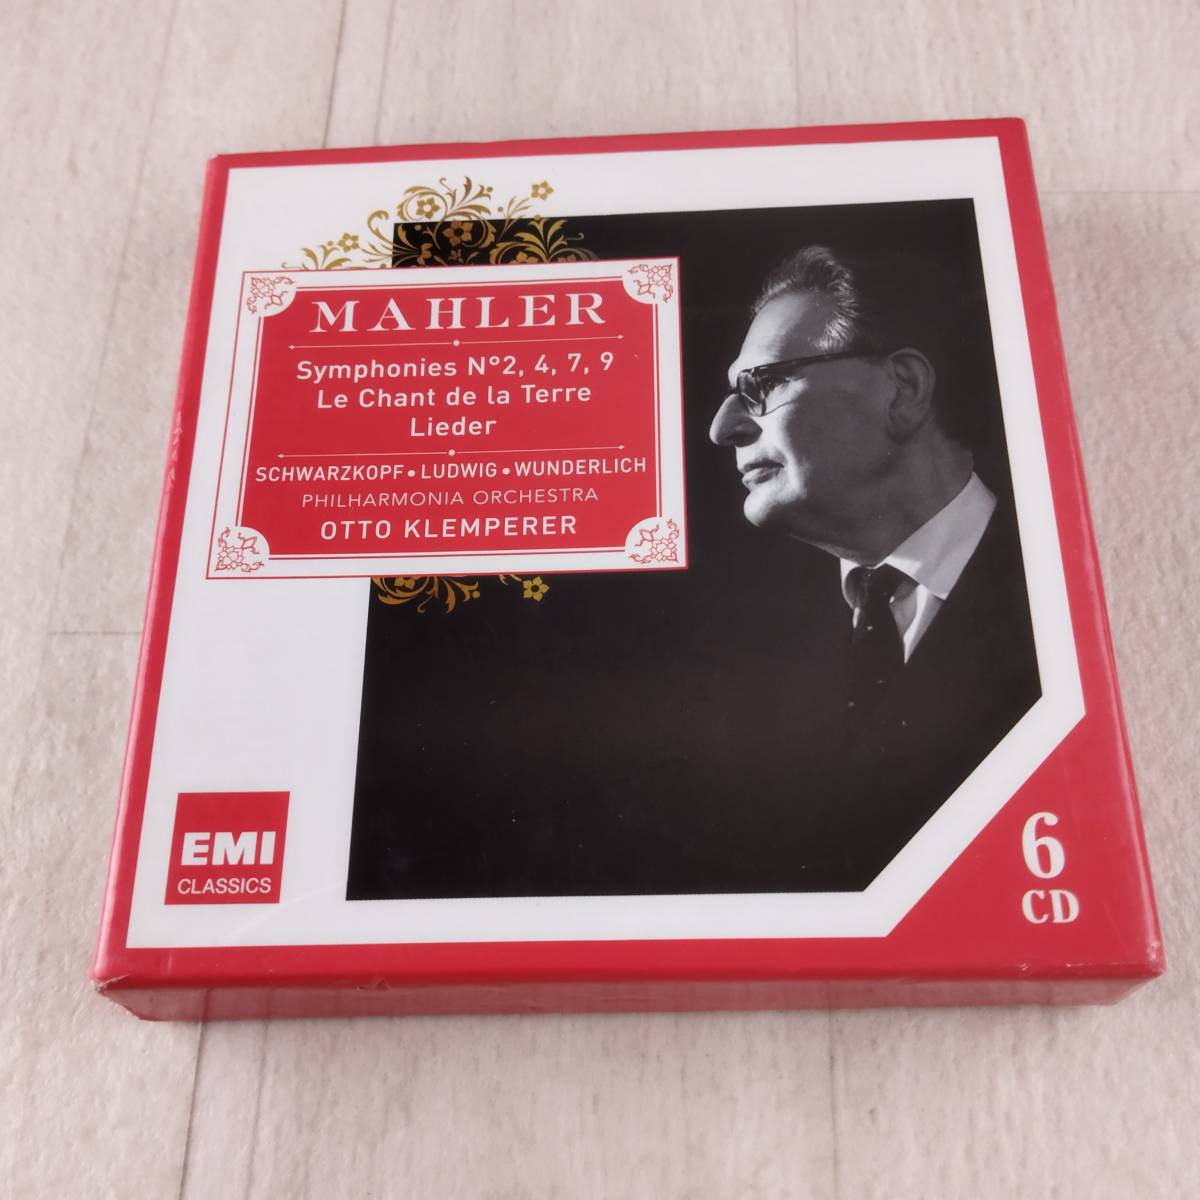 MAHLER
Symphonies N°2, 4, 7, 9
Le Chant de la Terre
Lieder
SCHWARZKOPF • LUDWIG • WUNDERLICH
PHILHARMONIA ORCHESTRA
OTTO KLEMPERER
EMI
CLASSICS
6
CD